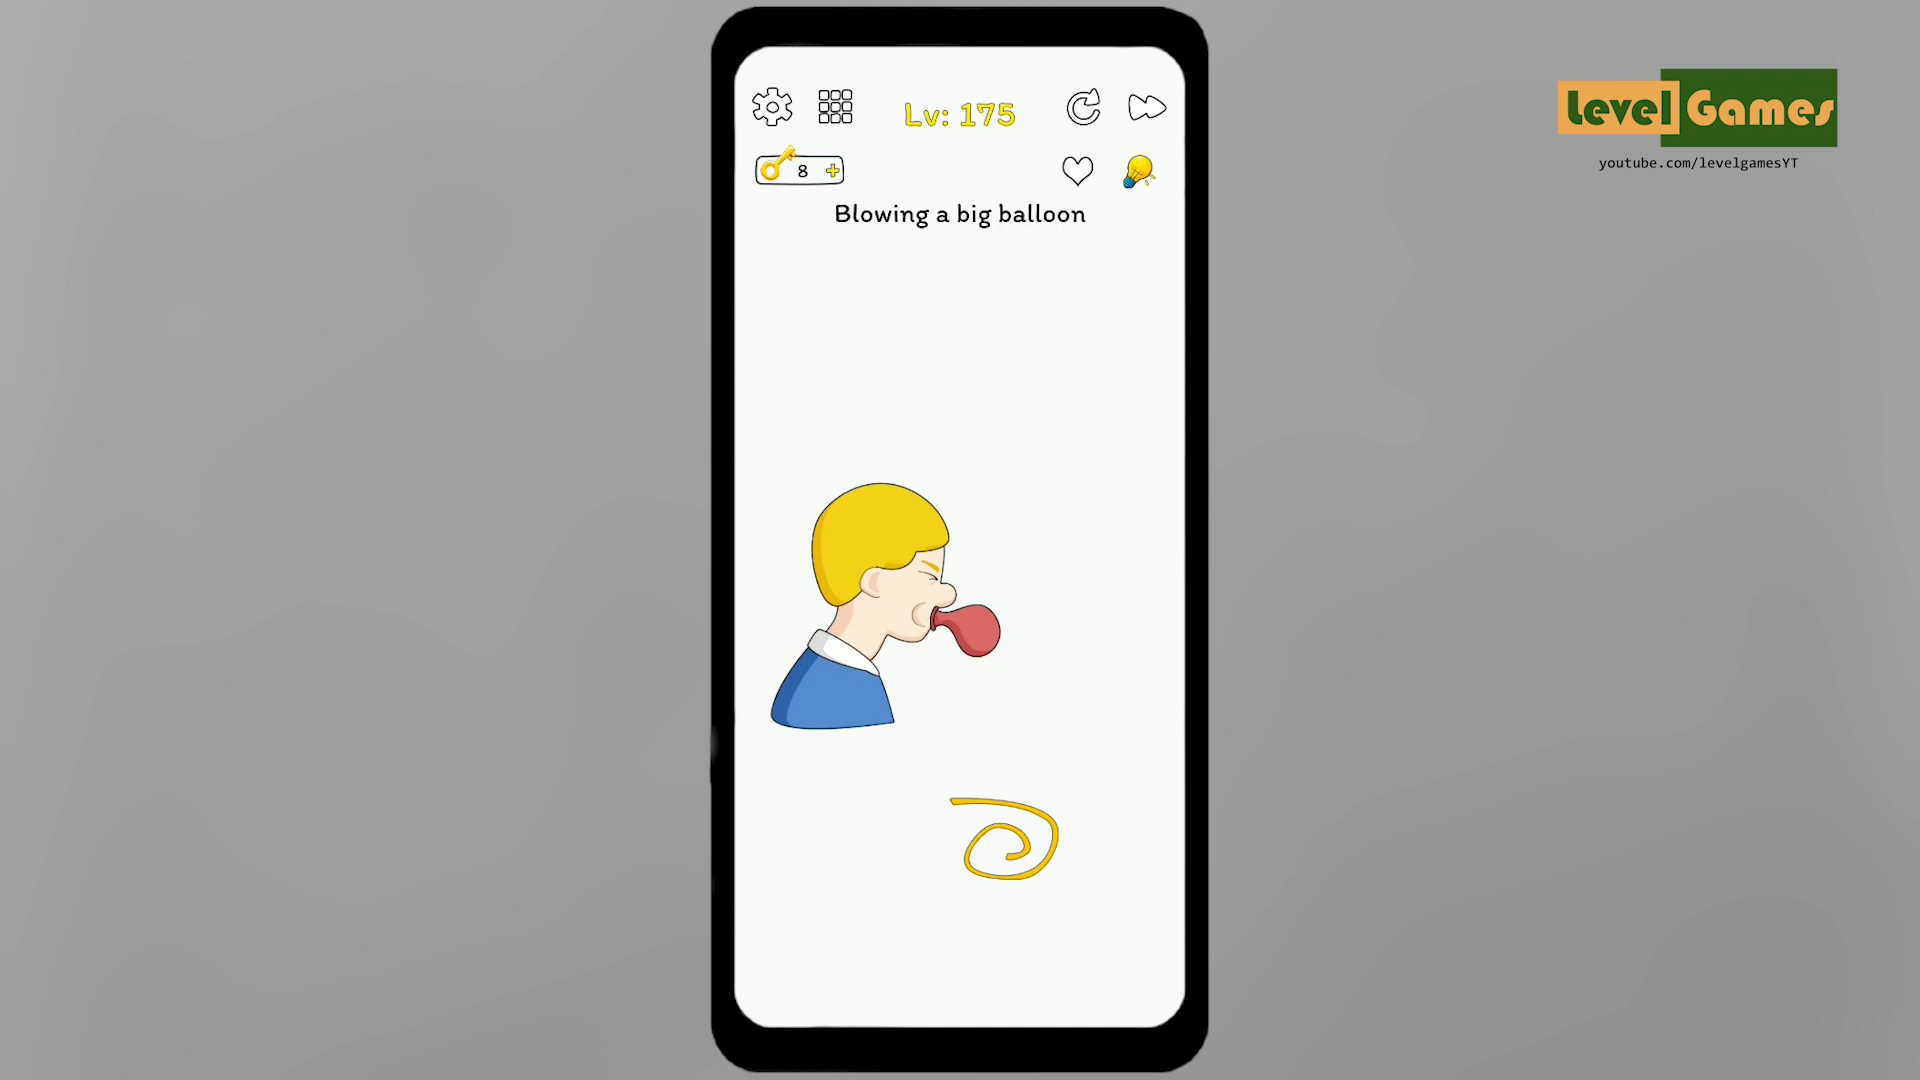 Level Games
youtube.com/levelgamesYT
Lv: 175
8 +
Blowing a big balloon